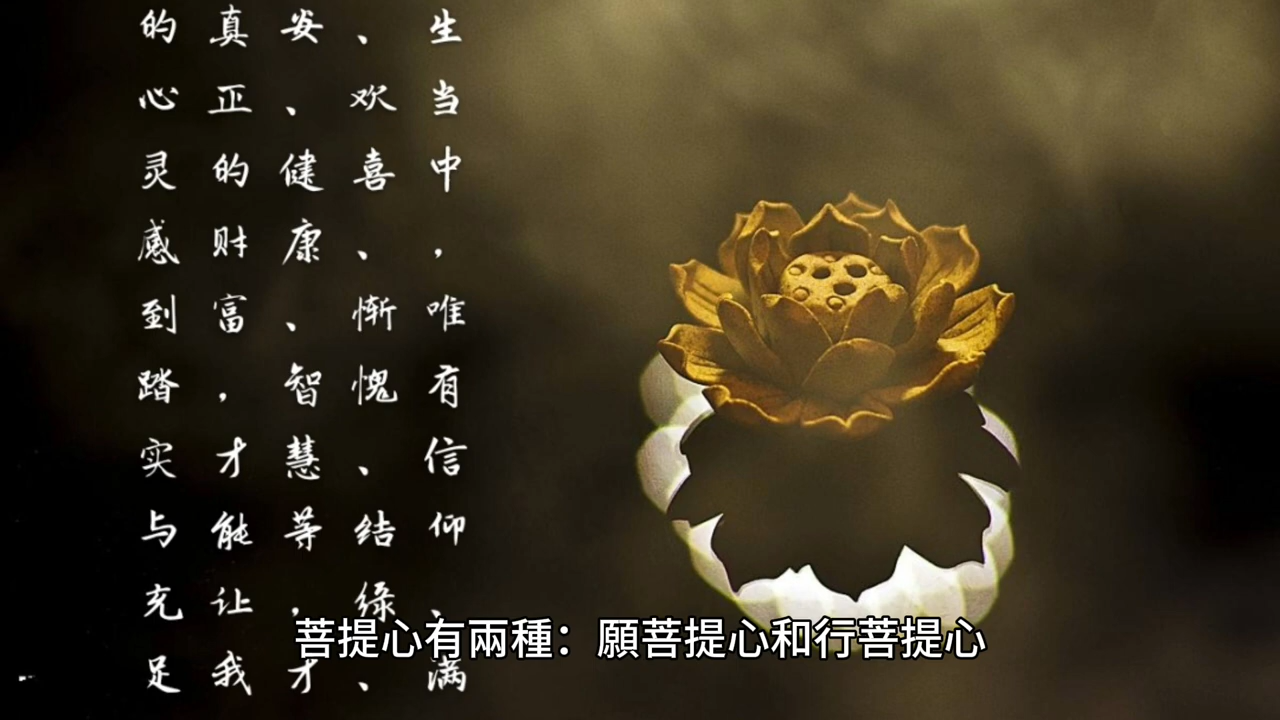 生当中，唯有信仰、满
、欢喜、惭愧、结缘、
安、健康、智慧等，才
真正的财富，才能让我
的心灵感到踏实与充足
菩提心有兩種：願菩提心和行菩提心